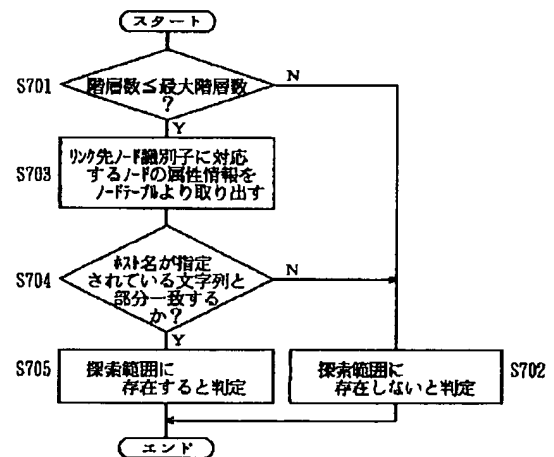 スタート
S701
階層数≦最大階層数
?
N
Y
S703
リンク先ノード識別子に対応
するノードの属性情報を
ノードテーブルより取り出す
S704
ホスト名が指定
されている文字列と
部分一致する
か?
N
Y
S705
探索範囲に
存在すると判定
探索範囲に
存在しないと判定
S702
エンド